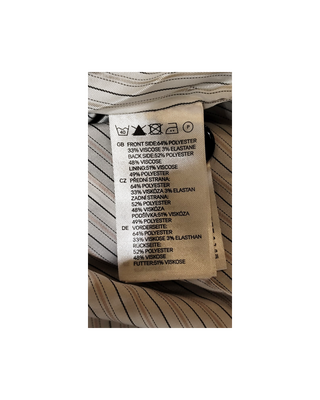 GB FRONT SIDE:64% POLYESTER
33% VISCOSE 3% ELASTANE
BACK SIDE:52% POLYESTER
48% VISCOSE
LINING:51% VISCOSE
49% POLYESTER
CZ PŘEDNÍ STRANA:
64% POLYESTER
33% VISKÓZA 3% ELASTHAN
ZADNÍ STRANA:
52% POLYESTER
48% VISKÓZA
PODŠÍVKA:51% VISKÓZA
49% POLYESTER
DE VORDERSEITE:
64% POLYESTER
33% VISKOSE 3% ELASTHAN
RÜCKSEITE:
52% POLYESTER
48% VISKOSE
FUTTER:51% VISKOSE